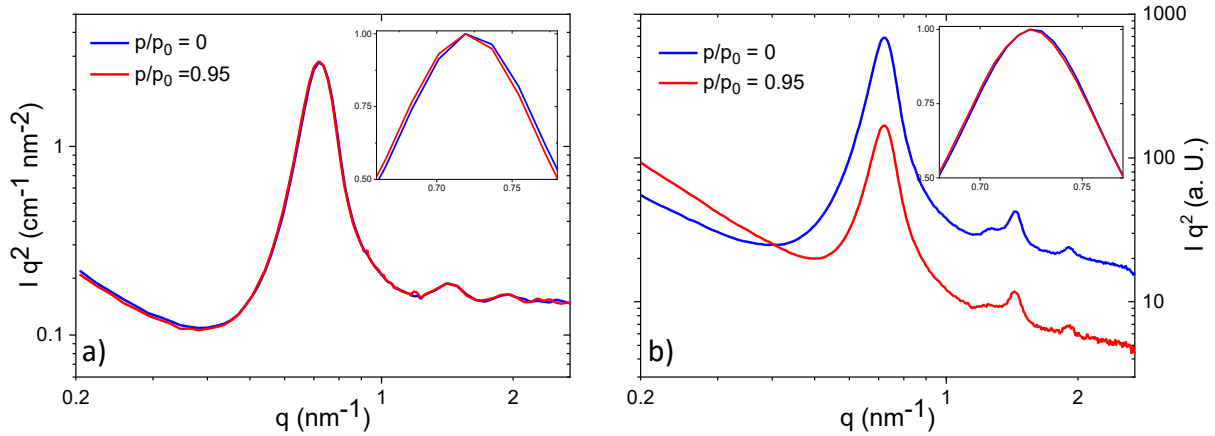 p/p0 = 0
p/p0 =0.95
1.00
0.75
0.50
0.70
0.75
1
0.1
I q2 (cm-1 nm-2)
a)
0.2
1
2
q (nm-1)
p/p0 = 0
p/p0 = 0.95
1.00
0.75
0.50
0.70
0.75
1000
100
10
I q2 (a. U.)
b)
0.2
1
2
q (nm-1)